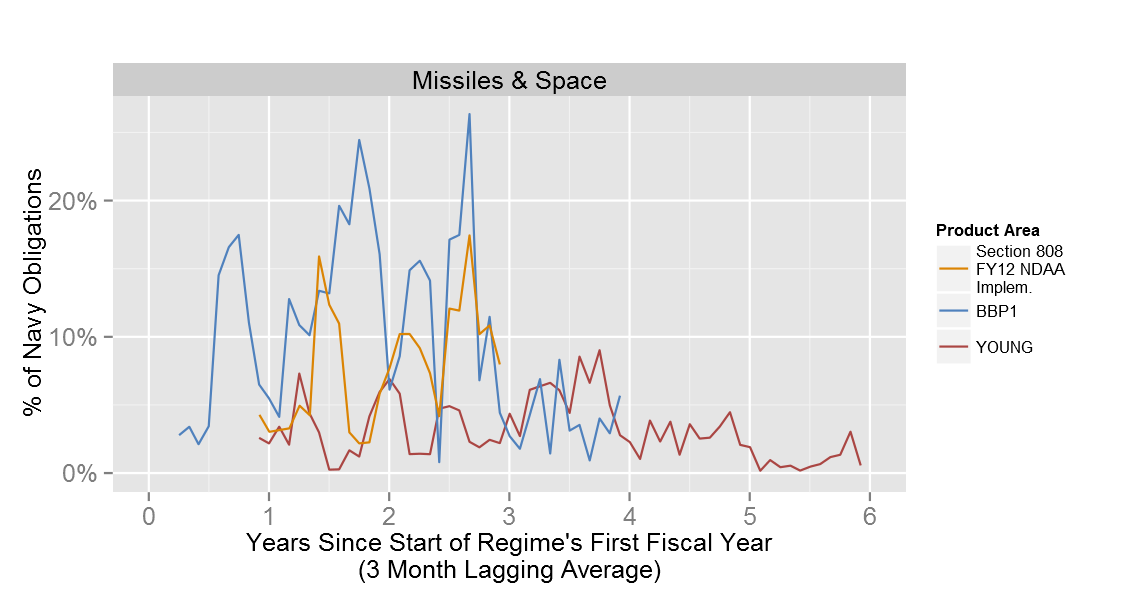 Missiles & Space
% of Navy Obligations
20%
10%
0%
0 1 2 3 4 5 6
Years Since Start of Regime's First Fiscal Year
(3 Month Lagging Average)
Product Area
Section 808
FY12 NDAA
Implem.
BBP1
YOUNG